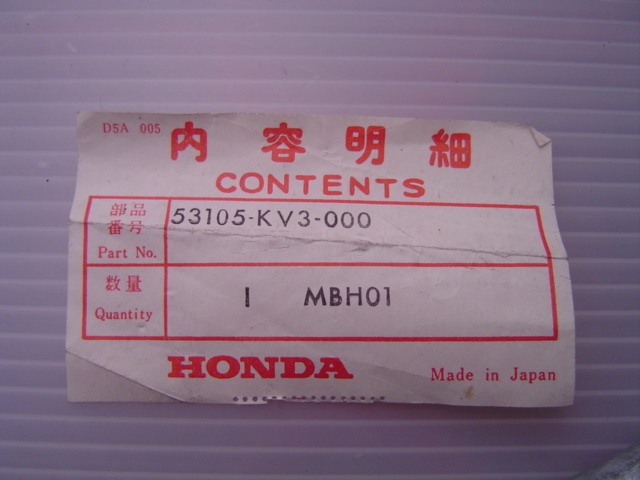 D5A 005
内容明細
CONTENTS
部品
番号
Part No.
53105-KV3-000
数量
Quantity
1 MBH01
HONDA
Made in Japan